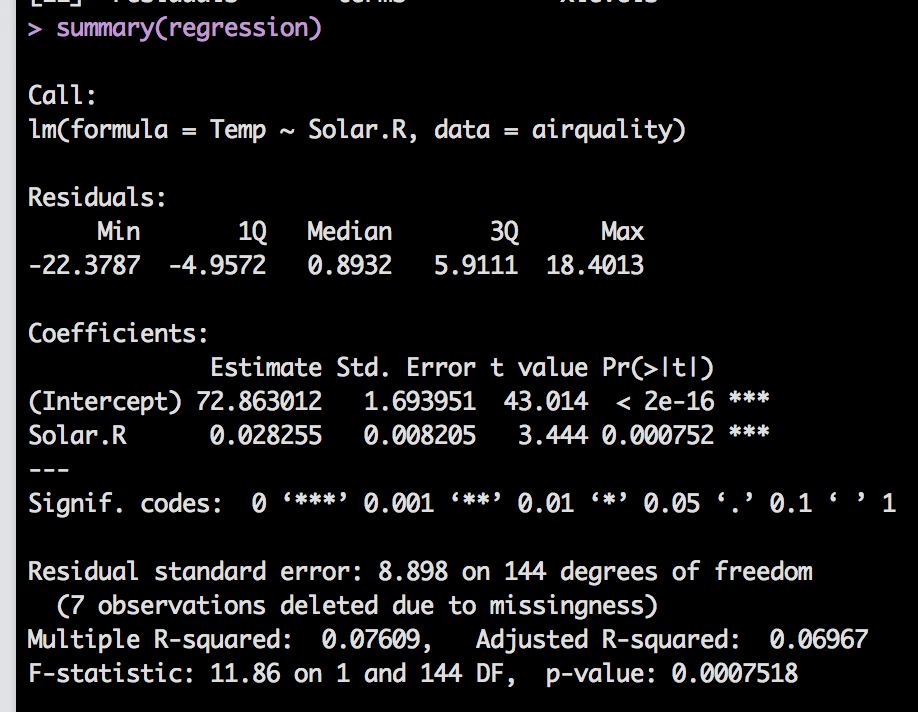 > summary(regression)
Call:
lm(formula = Temp ~ Solar.R, data = airquality)
Residuals:
     Min       1Q   Median       3Q      Max
-22.3787  -4.9572   0.8932   5.9111  18.4013
Coefficients:
             Estimate Std. Error t value Pr(>|t|)
(Intercept) 72.863012   1.693951  43.014  < 2e-16 ***
Solar.R      0.028255   0.008205   3.444 0.000752 ***
---
Signif. codes:  0 ‘***’ 0.001 ‘**’ 0.01 ‘*’ 0.05 ‘.’ 0.1 ‘ ’ 1
Residual standard error: 8.898 on 144 degrees of freedom
  (7 observations deleted due to missingness)
Multiple R-squared:  0.07609,   Adjusted R-squared:  0.06967
F-statistic: 11.86 on 1 and 144 DF,  p-value: 0.0007518